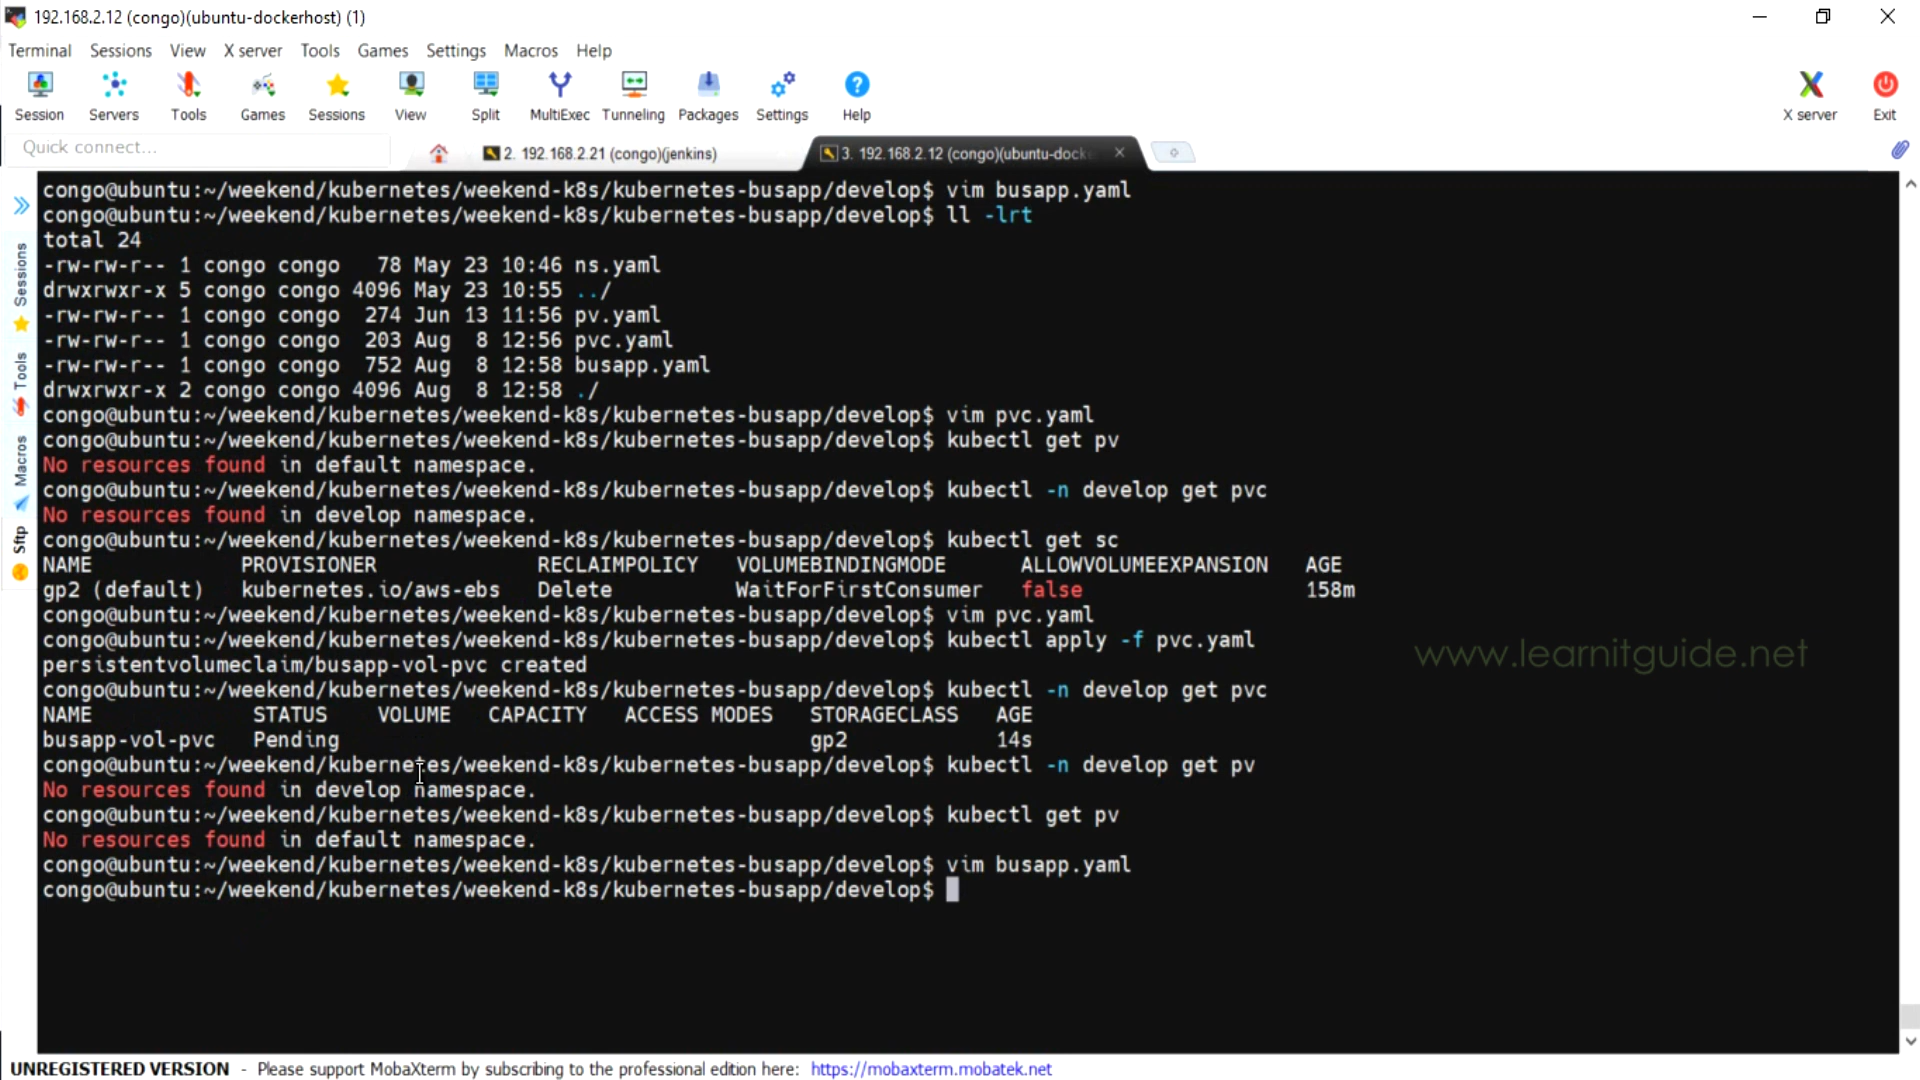 192.168.2.12 (congo)(ubuntu-dockerhost) (1)
Terminal Sessions View X server Tools Games Settings Macros Help
Session Servers Tools Games Sessions View Split MultiExec Tunneling Packages Settings Help X server Exit
Quick connect...
2. 192.168.2.21 (congo)(jenkins)
3. 192.168.2.12 (congo)(ubuntu-docke
Sessions
Tools
Macros
Sftp
congo@ubuntu:~/weekend/kubernetes/weekend-k8s/kubernetes-busapp/develop$ vim busapp.yaml
congo@ubuntu:~/weekend/kubernetes/weekend-k8s/kubernetes-busapp/develop$ ll -lrt
total 24
-rw-rw-r-- 1 congo congo   78 May 23 10:46 ns.yaml
drwxrwxr-x 5 congo congo 4096 May 23 10:55 ../
-rw-rw-r-- 1 congo congo  274 Jun 13 11:56 pv.yaml
-rw-rw-r-- 1 congo congo  203 Aug  8 12:56 pvc.yaml
-rw-rw-r-- 1 congo congo  752 Aug  8 12:58 busapp.yaml
drwxrwxr-x 2 congo congo 4096 Aug  8 12:58 ./
congo@ubuntu:~/weekend/kubernetes/weekend-k8s/kubernetes-busapp/develop$ vim pvc.yaml
congo@ubuntu:~/weekend/kubernetes/weekend-k8s/kubernetes-busapp/develop$ kubectl get pv
No resources found in default namespace.
congo@ubuntu:~/weekend/kubernetes/weekend-k8s/kubernetes-busapp/develop$ kubectl -n develop get pvc
No resources found in develop namespace.
congo@ubuntu:~/weekend/kubernetes/weekend-k8s/kubernetes-busapp/develop$ kubectl get sc
NAME            PROVISIONER             RECLAIMPOLICY   VOLUMEBINDINGMODE      ALLOWVOLUMEEXPANSION   AGE
gp2 (default)   kubernetes.io/aws-ebs   Delete          WaitForFirstConsumer   false                  158m
congo@ubuntu:~/weekend/kubernetes/weekend-k8s/kubernetes-busapp/develop$ vim pvc.yaml
congo@ubuntu:~/weekend/kubernetes/weekend-k8s/kubernetes-busapp/develop$ kubectl apply -f pvc.yaml
www.learnitguide.net
persistentvolumeclaim/busapp-vol-pvc created
congo@ubuntu:~/weekend/kubernetes/weekend-k8s/kubernetes-busapp/develop$ kubectl -n develop get pvc
NAME             STATUS    VOLUME   CAPACITY   ACCESS MODES   STORAGECLASS   AGE
busapp-vol-pvc   Pending                                      gp2            14s
congo@ubuntu:~/weekend/kubernetes/weekend-k8s/kubernetes-busapp/develop$ kubectl -n develop get pv
No resources found in develop namespace.
congo@ubuntu:~/weekend/kubernetes/weekend-k8s/kubernetes-busapp/develop$ kubectl get pv
No resources found in default namespace.
congo@ubuntu:~/weekend/kubernetes/weekend-k8s/kubernetes-busapp/develop$ vim busapp.yaml
congo@ubuntu:~/weekend/kubernetes/weekend-k8s/kubernetes-busapp/develop$
UNREGISTERED VERSION - Please support MobaXterm by subscribing to the professional edition here: https://mobaxterm.mobatek.net